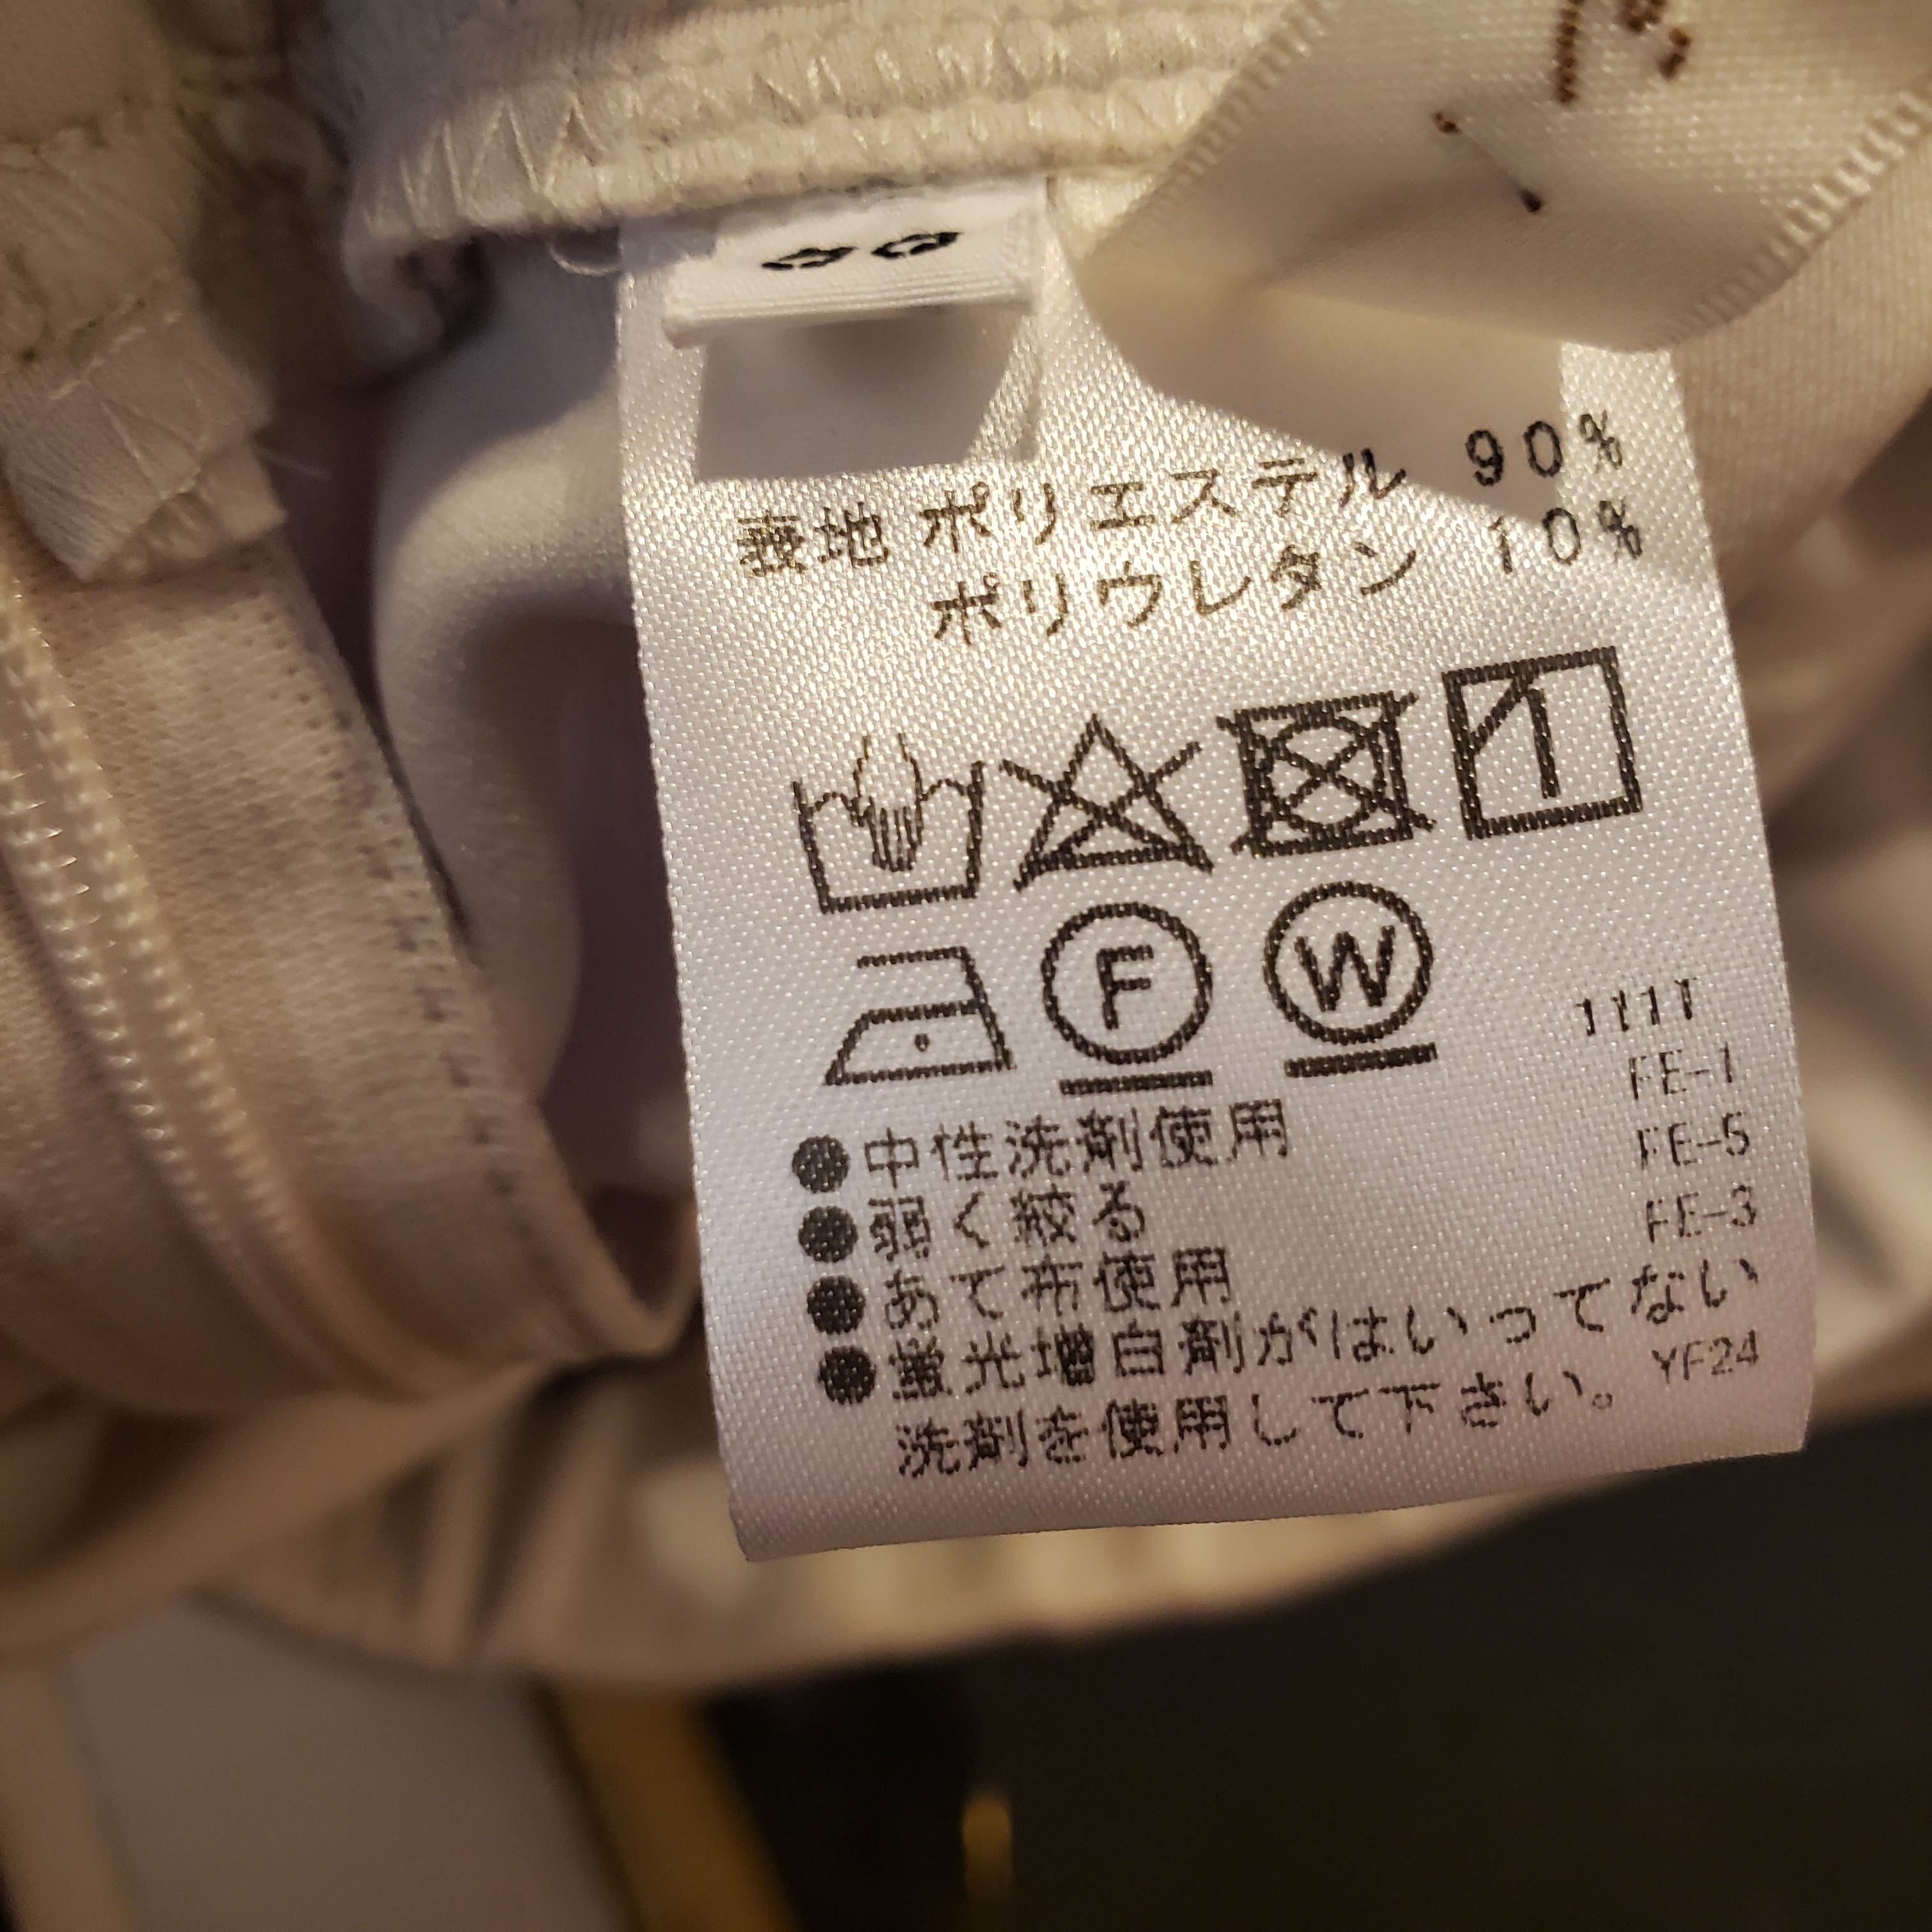 表地 ポリエステル 90%
ポリウレタン 10%
F W
111T
FE-1
●中性洗剤使用 FE-5
●弱く絞る FE-3
●あて布使用
●蛍光増白剤がはいってない
洗剤を使用して下さい。 YF24